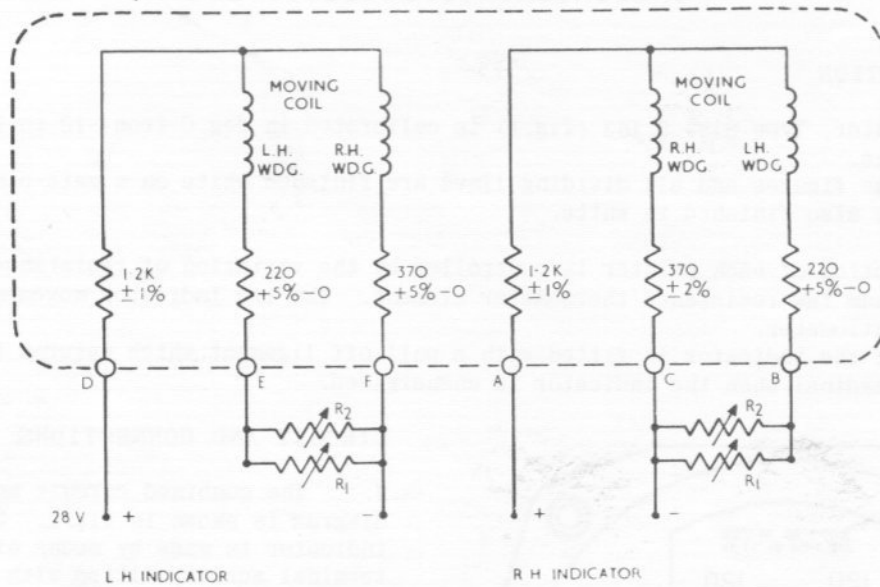 MOVING
COIL
L.H.
WDG
R.H.
WDG
MOVING
COIL
R.H.
WDG
LH.
WDG
1·2K
± 1%
220
+5% -0
370
+5% -0
1·2K
± 1%
370
± 2%
220
+5% -0
D
E
F
A
C
B
R2
R1
R2
R1
28 V
+
−
+
−
L H INDICATOR
R H INDICATOR